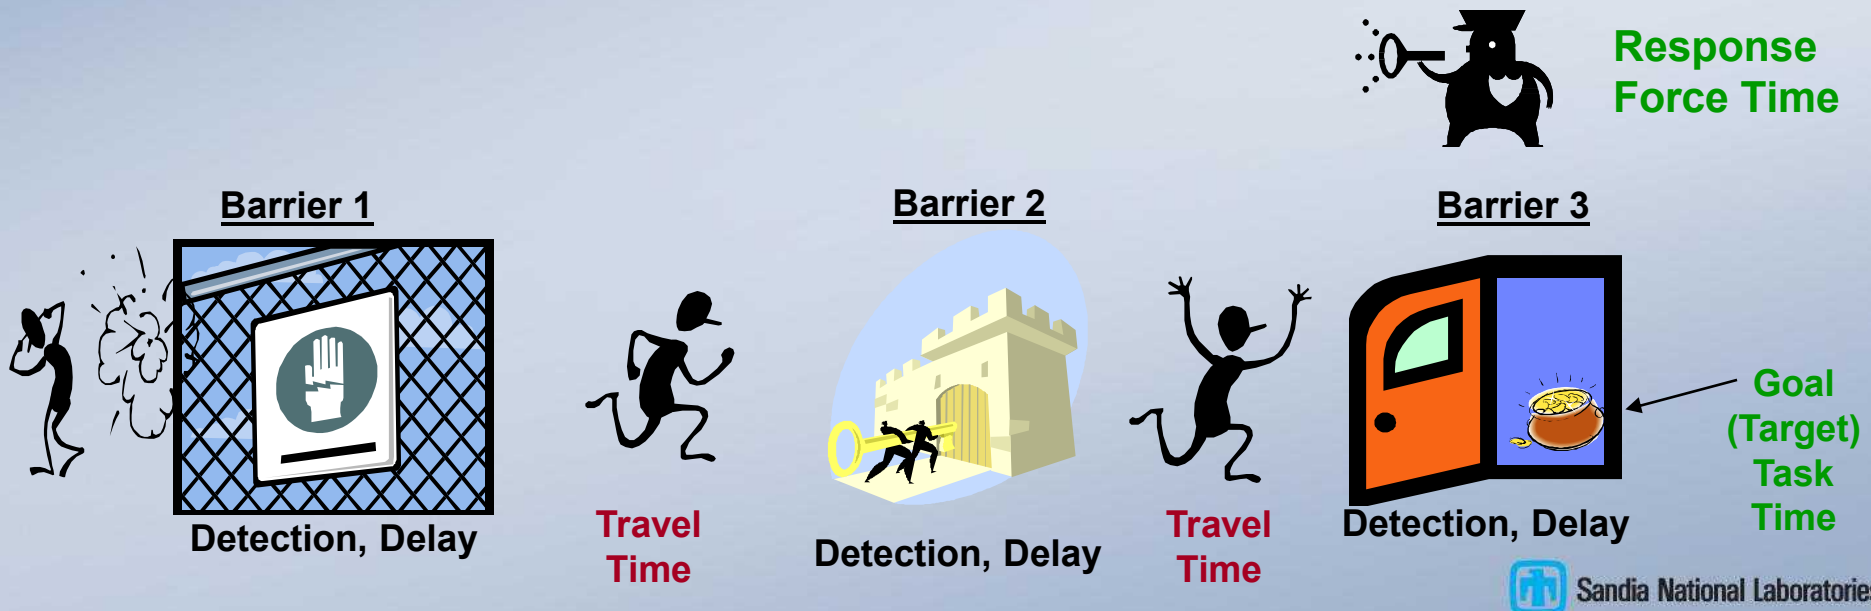 Response
Force Time
Barrier 1
Barrier 2
Barrier 3
Goal
(Target)
Task
Time
Detection, Delay
Travel
Time
Detection, Delay
Travel
Time
Detection, Delay
Sandia National Laboratorie